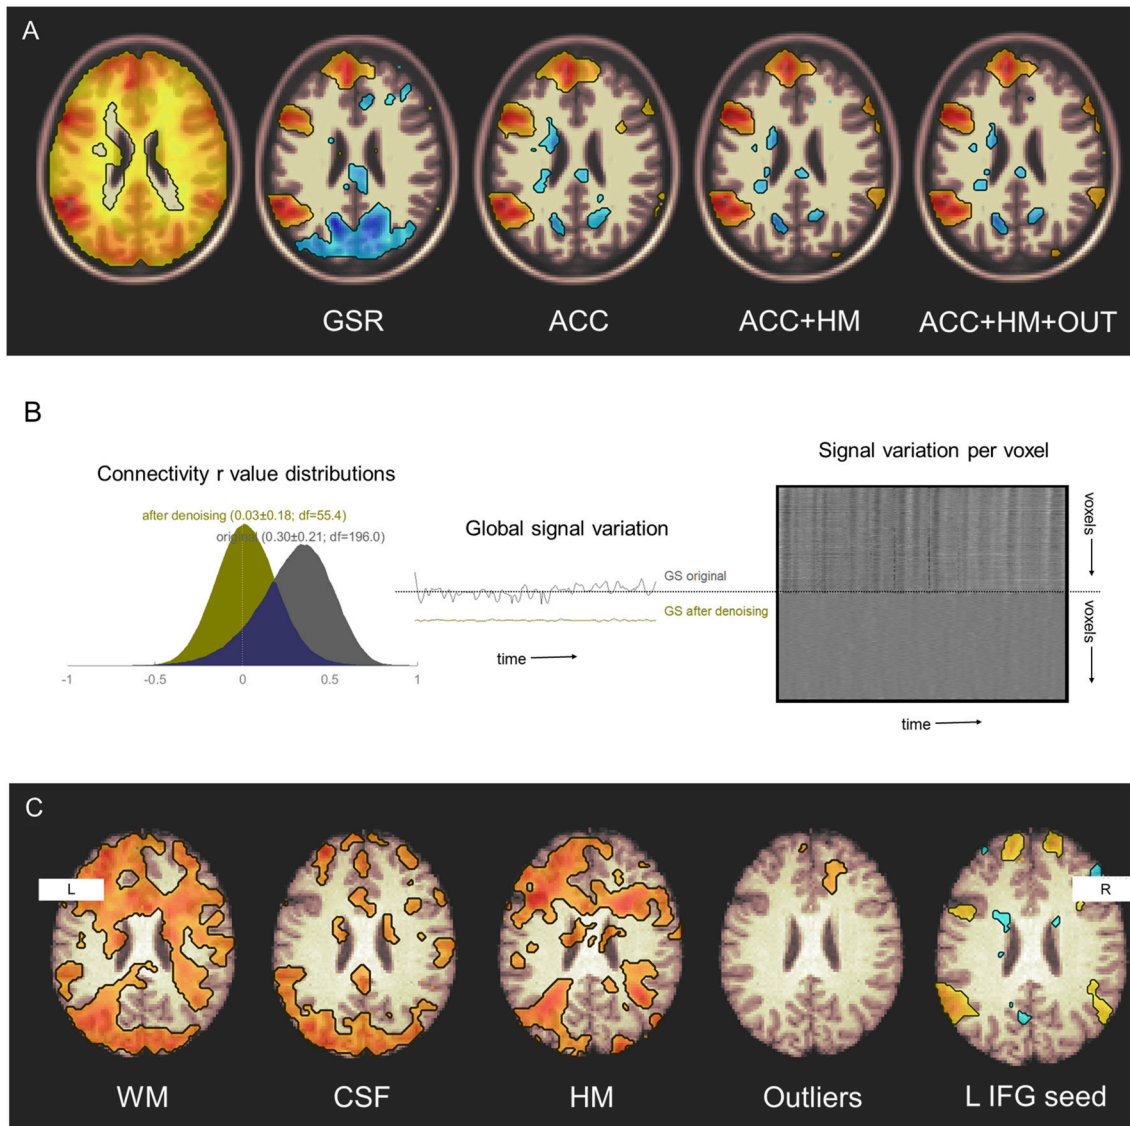 A
GSR
ACC
ACC+HM
ACC+HM+OUT
B
Signal variation per voxel
Connectivity r value distributions
after denoising (0.03±0.18; df=55.4)
original (0.30±0.21; df=196.0)
Global signal variation
voxels
GS original
voxels
GS after denoising
time
-1
-0.5
0
0.5
1
time
C
L
R
WM
CSF
HM
Outliers
L IFG seed